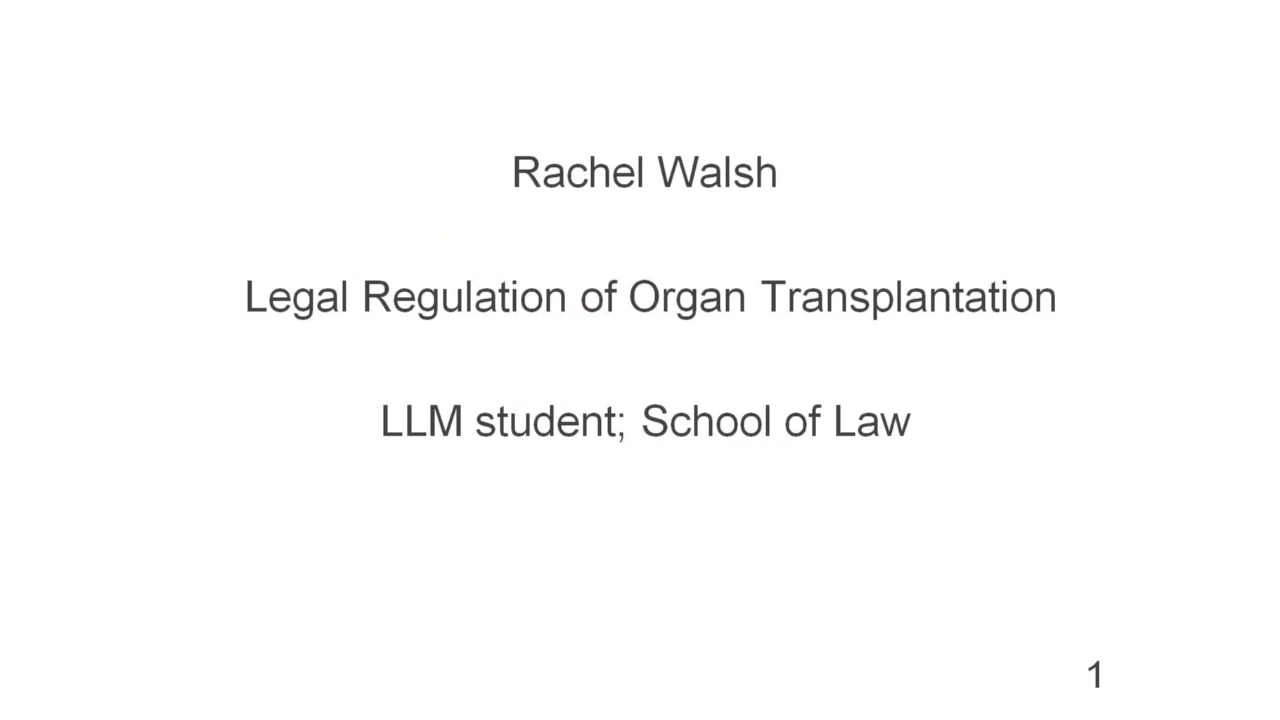 Rachel Walsh
Legal Regulation of Organ Transplantation
LLM student; School of Law
1